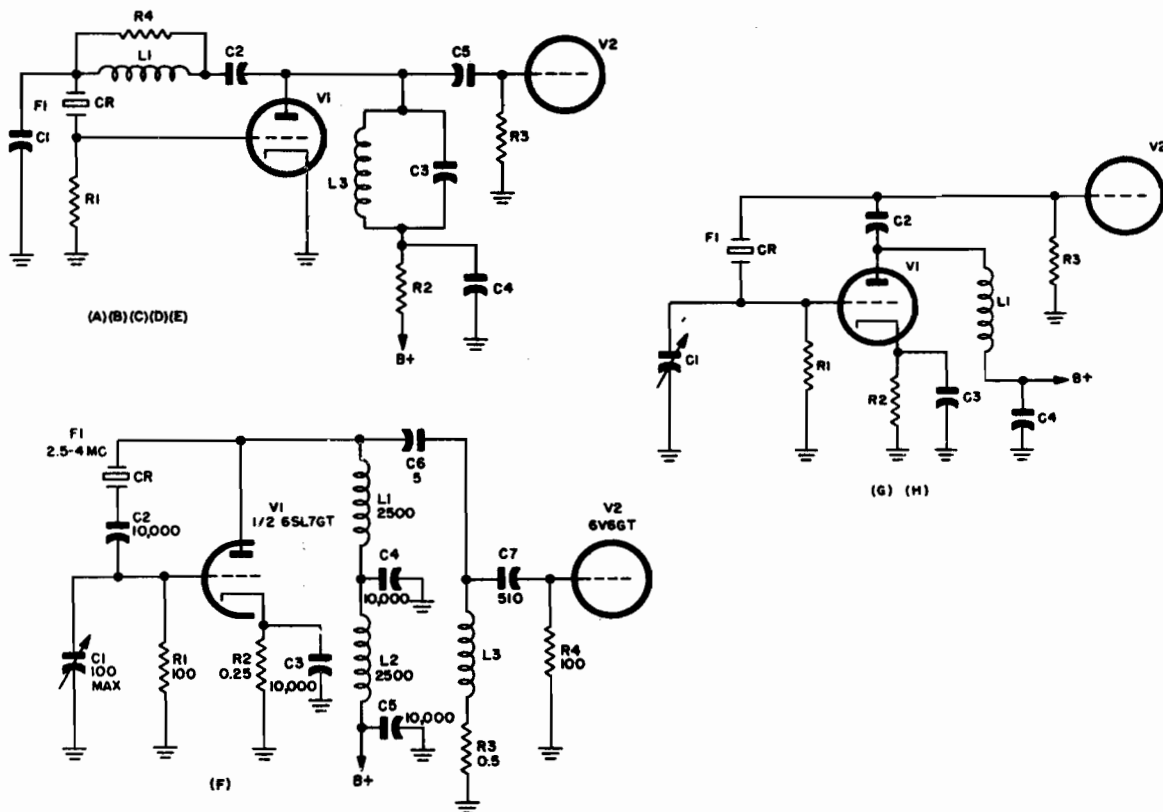 R4
L1
C2
C5
V2
F1
CR
V1
C1
R1
L3
C3
R3
R2
C4
B+
(A)(B)(C)(D)(E)
V2
C2
F1
CR
V1
L1
R3
C1
R1
R2
C3
B+
C4
(G) (H)
F1
2.5-4 MC
CR
C2
10,000
V1
1/2 6SL7GT
C6
5
L1
2500
C4
10,000
C7
510
V2
6V6GT
C1
100
MAX
R1
100
R2
0.25
C3
10,000
L2
2500
C5
10,000
L3
R4
100
R3
0.5
B+
(F)